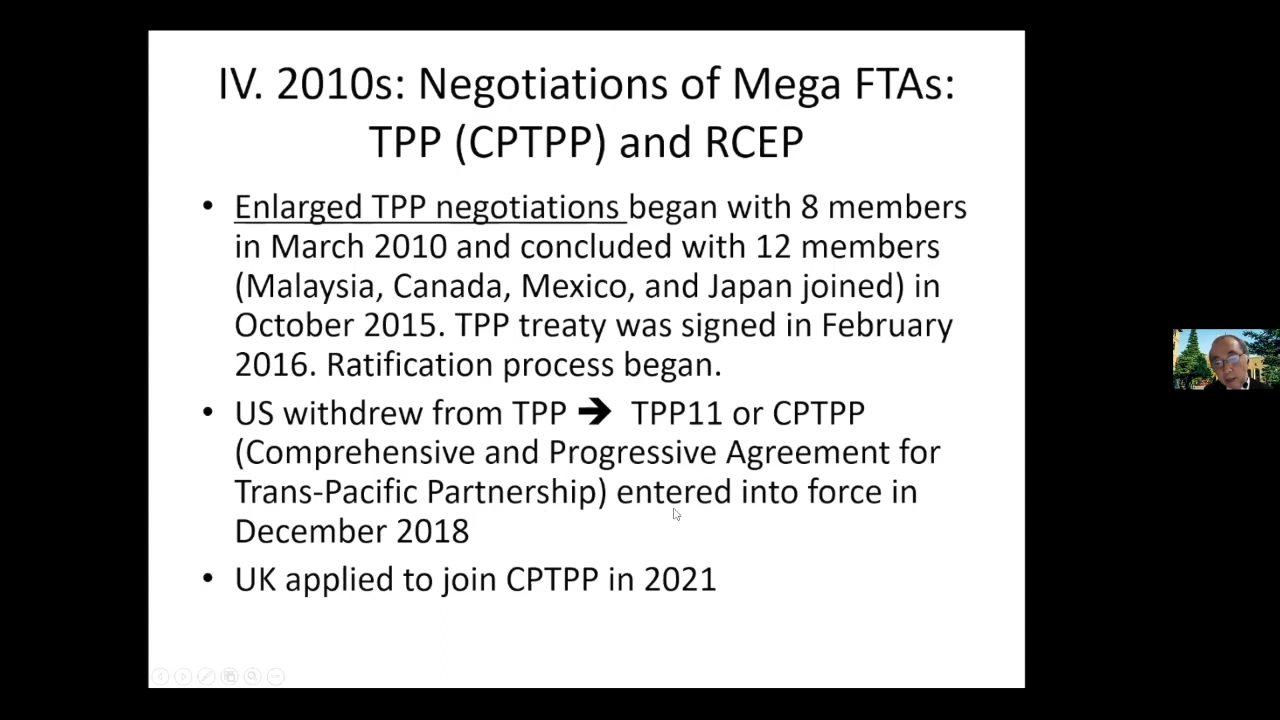 IV. 2010s: Negotiations of Mega FTAs:
TPP (CPTPP) and RCEP
• Enlarged TPP negotiations began with 8 members
in March 2010 and concluded with 12 members
(Malaysia, Canada, Mexico, and Japan joined) in
October 2015. TPP treaty was signed in February
2016. Ratification process began.
• US withdrew from TPP ➔ TPP11 or CPTPP
(Comprehensive and Progressive Agreement for
Trans-Pacific Partnership) entered into force in
December 2018
• UK applied to join CPTPP in 2021